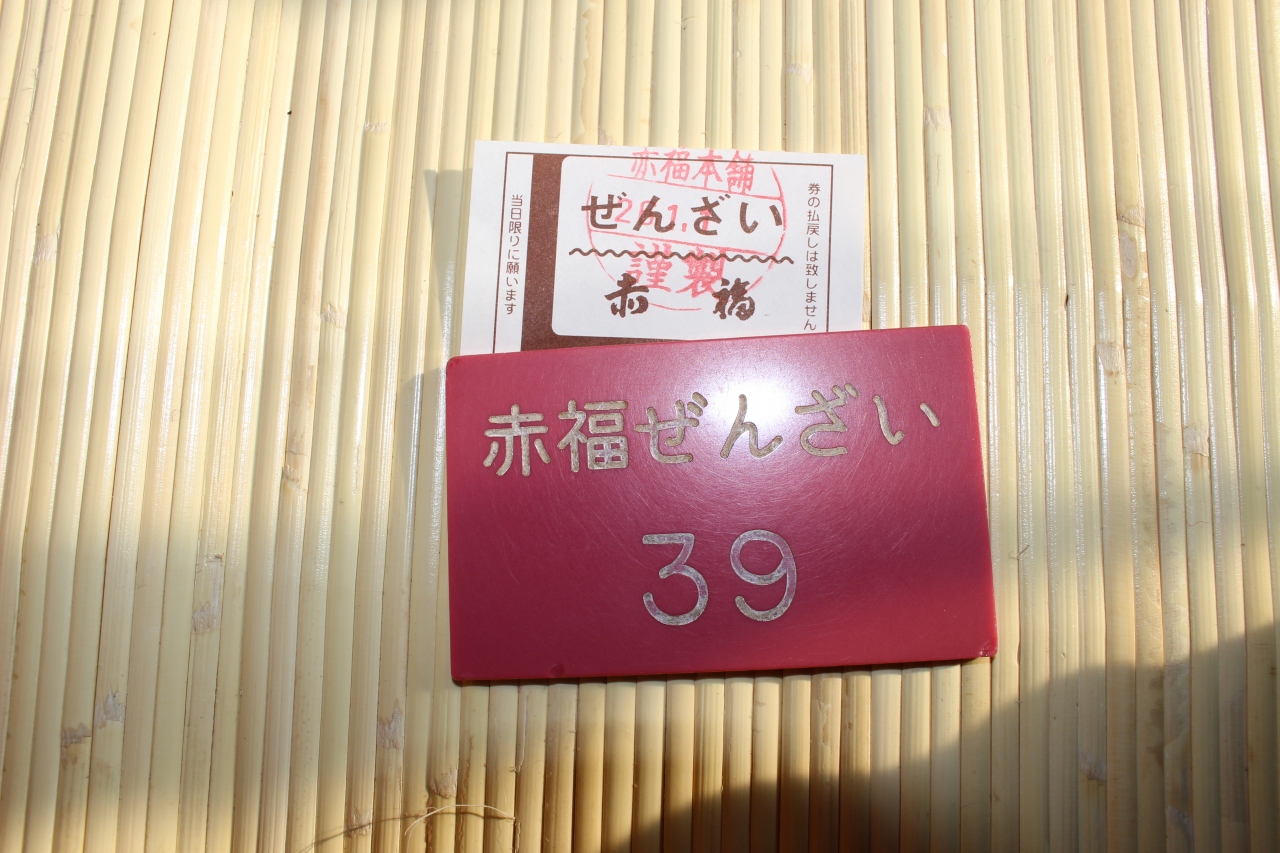 赤福本舗
ぜんざい
謹製
赤福
当日限りに願います
券の払戻しは致しません
赤福ぜんざい
39